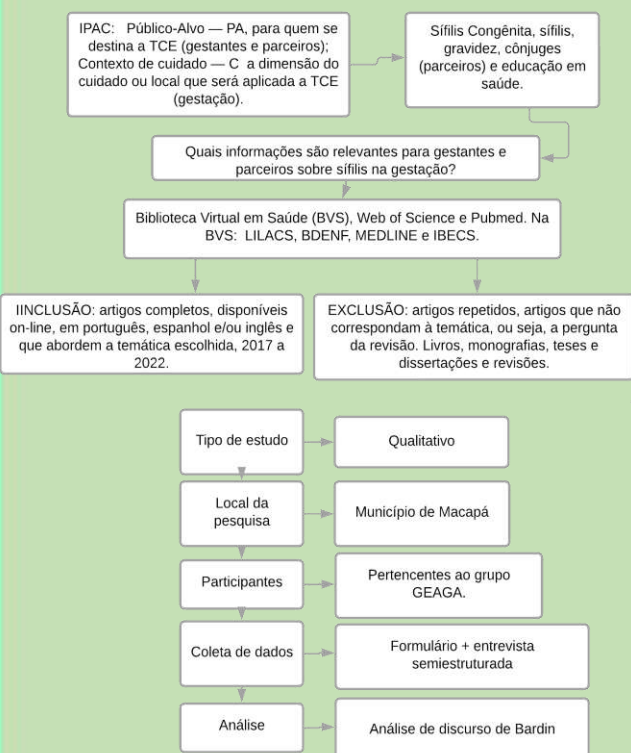 IPAC: Público-Alvo — PA, para quem se
destina a TCE (gestantes e parceiros);
Contexto de cuidado — C a dimensão do
cuidado ou local que será aplicada a TCE
(gestação).
Sífilis Congênita, sífilis,
gravidez, cônjuges
(parceiros) e educação em
saúde.
Quais informações são relevantes para gestantes e
parceiros sobre sífilis na gestação?
Biblioteca Virtual em Saúde (BVS), Web of Science e Pubmed. Na
BVS: LILACS, BDENF, MEDLINE e IBECS.
IINCLUSÃO: artigos completos, disponíveis
on-line, em português, espanhol e/ou inglês e
que abordem a temática escolhida, 2017 a
2022.
EXCLUSÃO: artigos repetidos, artigos que não
correspondam à temática, ou seja, a pergunta
da revisão. Livros, monografias, teses e
dissertações e revisões.
Tipo de estudo
Qualitativo
Local da
pesquisa
Município de Macapá
Participantes
Pertencentes ao grupo
GEAGA.
Coleta de dados
Formulário + entrevista
semiestruturada
Análise
Análise de discurso de Bardin